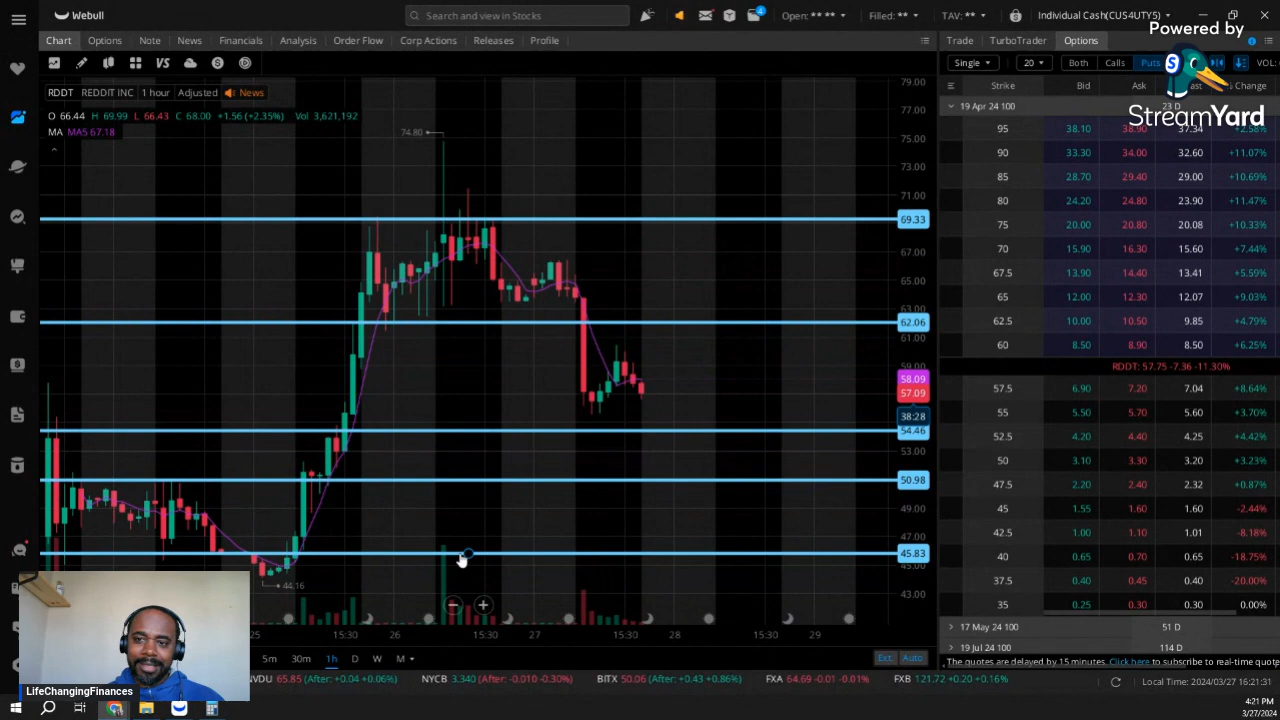 Webull
Search and view in Stocks
4
Open: ** **
Filled: ** **
TAV: **
Individual Cash(CUS4UTY5)
Powered by
StreamYard
Chart Options Note News Financials Analysis Order Flow Corp Actions Releases Profile
Trade TurboTrader Options
VS
Single 20 Both Calls Puts VOL:
RDDT REDDIT INC 1 hour Adjusted News
O 66.44 H 69.99 L 66.43 C 68.00 +1.56 (+2.35%) Vol 3,621,192
MA MA5 67.18
Strike Bid Ask % Change
19 Apr 24 100 23 D
95 38.10 38.90 37.34 +2.58%
90 33.30 34.00 32.60 +11.07%
85 28.70 29.40 29.00 +10.69%
80 24.20 24.80 23.90 +11.47%
75 20.00 20.80 20.08 +10.33%
70 15.90 16.30 15.60 +7.44%
67.5 13.90 14.40 13.41 +5.59%
65 12.00 12.30 12.07 +9.03%
62.5 10.00 10.50 9.85 +4.79%
60 8.50 8.90 8.50 +6.25%
RDDT: 57.75 -7.36 -11.30%
57.5 6.90 7.20 7.04 +8.64%
55 5.50 5.70 5.60 +3.70%
52.5 4.20 4.40 4.25 +4.42%
50 3.10 3.30 3.20 +3.23%
47.5 2.20 2.40 2.32 +0.87%
45 1.55 1.60 1.60 -2.44%
42.5 1.00 1.10 1.01 -8.18%
40 0.65 0.70 0.65 -18.75%
37.5 0.40 0.45 0.40 -20.00%
35 0.25 0.30 0.30 0.00%
17 May 24 100 51 D
19 Jul 24 100 114 D
The quotes are delayed by 15 minutes. Click here to subscribe to real-time quote
79.00
77.00
75.00
73.00
71.00
69.33
67.00
65.00
63.00
62.06
61.00
59.00
58.09
57.09
38:28
54.46
53.00
50.98
49.00
47.00
45.83
45.00
43.00
74.80
44.16
25 15:30 26 15:30 27 15:30 28 15:30 29
5m 30m 1h D W M
Ext. Auto
NVDU 65.85 (After: +0.04 +0.06%) NYCB 3.340 (After: -0.010 -0.30%) BITX 50.06 (After: +0.43 +0.86%) FXA 64.69 -0.01 -0.01% FXB 121.72 +0.20 +0.16%
Local Time: 2024/03/27 16:21:31
LifeChangingFinances
4:21 PM
3/27/2024